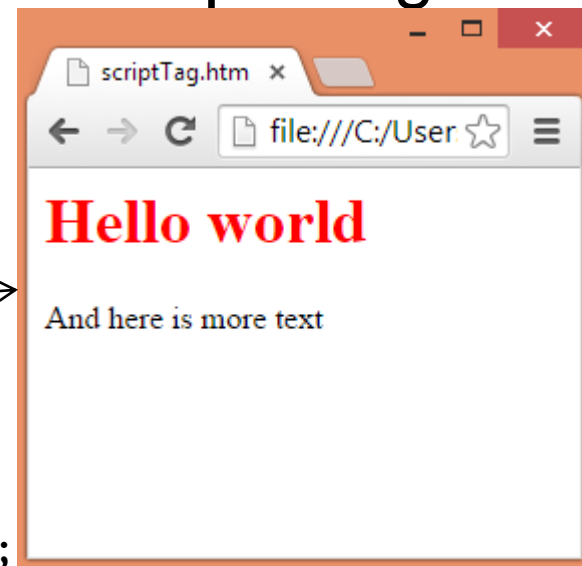 scriptTag.htm
file:///C:/User
Hello world
And here is more text
;